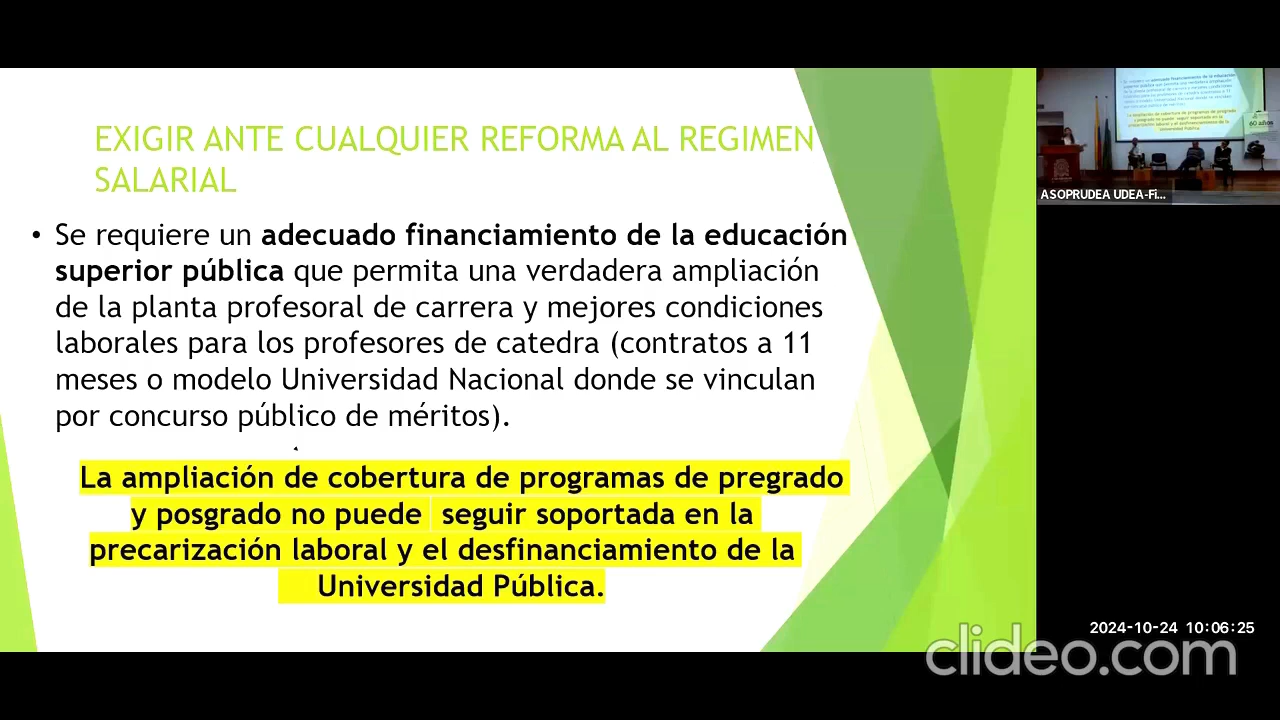 EXIGIR ANTE CUALQUIER REFORMA AL REGIMEN
SALARIAL
• Se requiere un adecuado financiamiento de la educación
superior pública que permita una verdadera ampliación
de la planta profesoral de carrera y mejores condiciones
laborales para los profesores de catedra (contratos a 11
meses o modelo Universidad Nacional donde se vinculan
por concurso público de méritos).
La ampliación de cobertura de programas de pregrado
y posgrado no puede seguir soportada en la
precarización laboral y el desfinanciamiento de la
Universidad Pública.
60 años
ASOPRUDEA UDEA-Fi...
2024-10-24 10:06:25
clideo.com